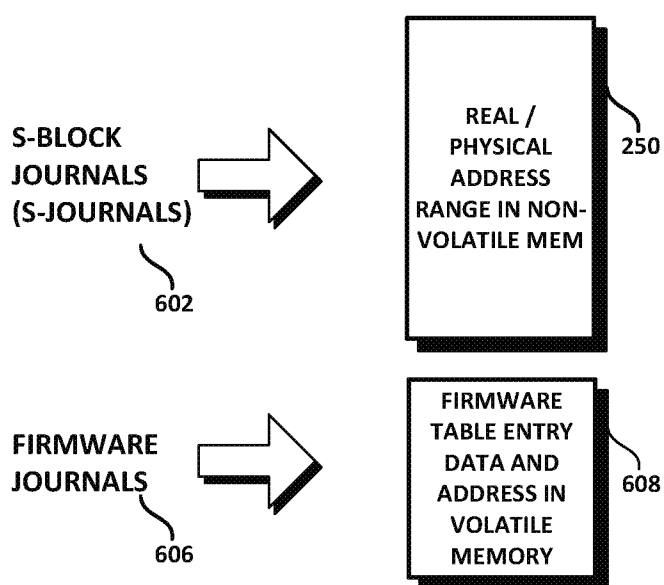 S-BLOCK
JOURNALS
(S-JOURNALS)
602
REAL /
PHYSICAL
ADDRESS
RANGE IN NON-
VOLATILE MEM
250
FIRMWARE
JOURNALS
606
FIRMWARE
TABLE ENTRY
DATA AND
ADDRESS IN
VOLATILE
MEMORY
608